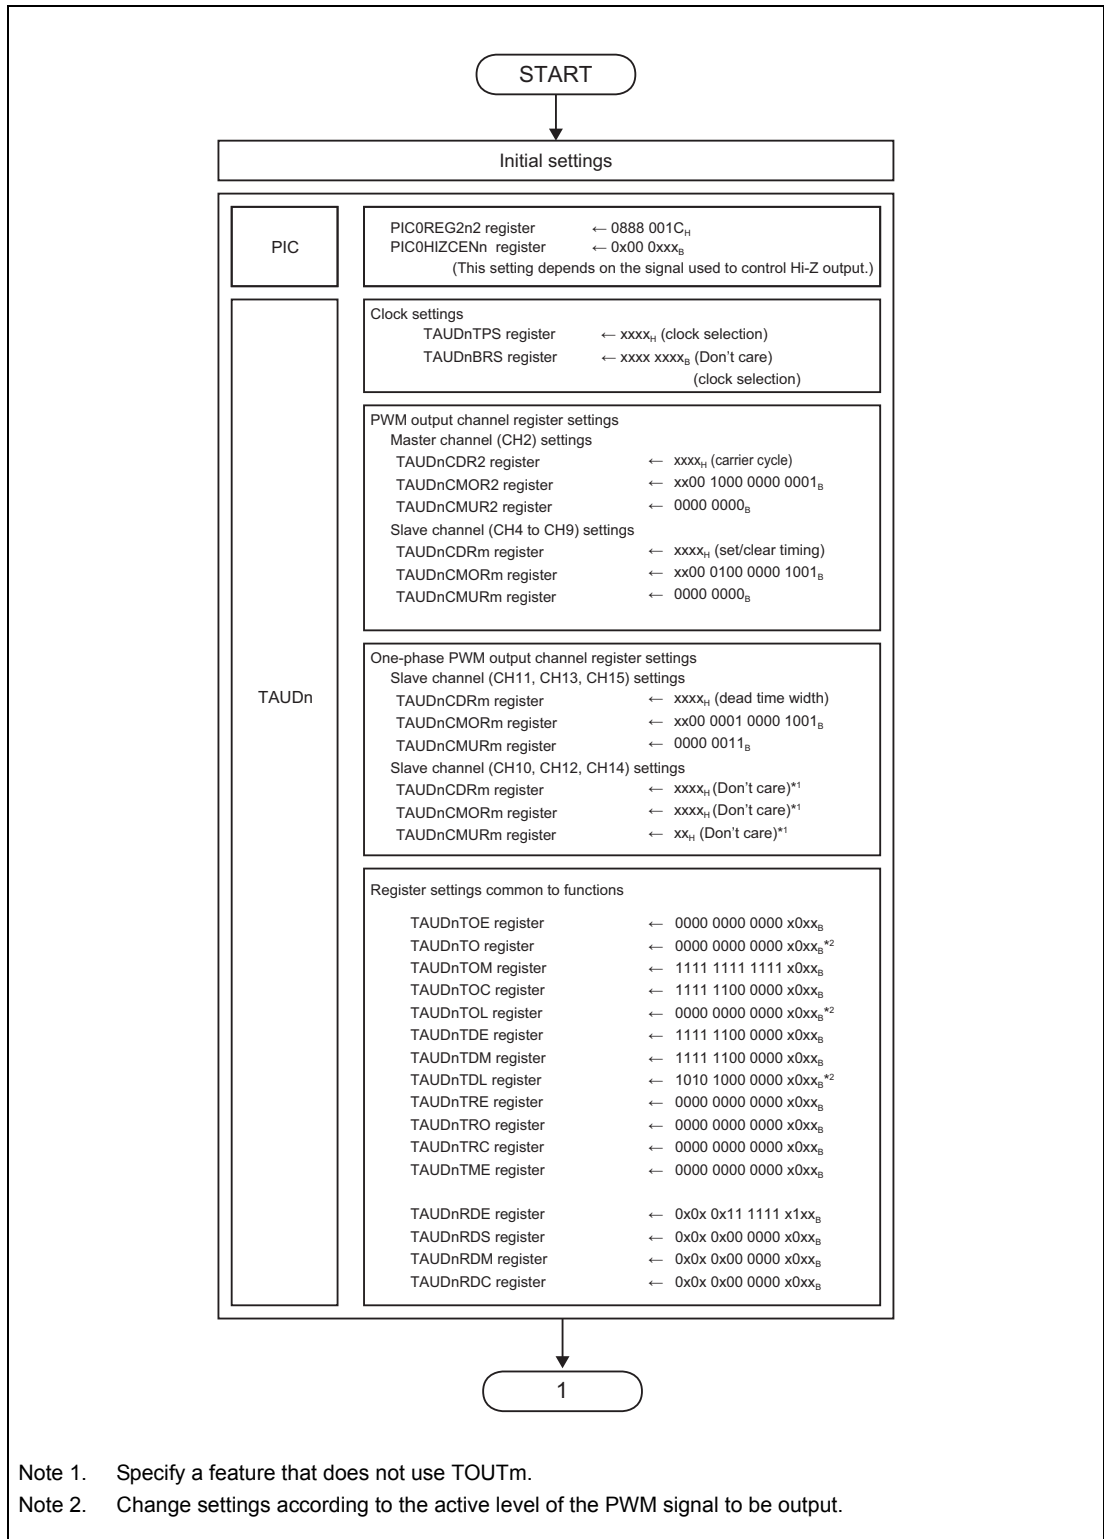 START
Initial settings
PIC
PIC0REG2n2 register ← 0888 001CH
PIC0HIZCENn register ← 0x00 0xxxB
(This setting depends on the signal used to control Hi-Z output.)
TAUDn
Clock settings
TAUDnTPS register ← xxxxH (clock selection)
TAUDnBRS register ← xxxx xxxxB (Don't care)
(clock selection)
PWM output channel register settings
Master channel (CH2) settings
TAUDnCDR2 register ← xxxxH (carrier cycle)
TAUDnCMOR2 register ← xx00 1000 0000 0001B
TAUDnCMUR2 register ← 0000 0000B
Slave channel (CH4 to CH9) settings
TAUDnCDRm register ← xxxxH (set/clear timing)
TAUDnCMORm register ← xx00 0100 0000 1001B
TAUDnCMURm register ← 0000 0000B
One-phase PWM output channel register settings
Slave channel (CH11, CH13, CH15) settings
TAUDnCDRm register ← xxxxH (dead time width)
TAUDnCMORm register ← xx00 0001 0000 1001B
TAUDnCMURm register ← 0000 0011B
Slave channel (CH10, CH12, CH14) settings
TAUDnCDRm register ← xxxxH (Don't care)*1
TAUDnCMORm register ← xxxxH (Don't care)*1
TAUDnCMURm register ← xxH (Don't care)*1
Register settings common to functions
TAUDnTOE register ← 0000 0000 0000 x0xxB
TAUDnTO register ← 0000 0000 0000 x0xxB*2
TAUDnTOM register ← 1111 1111 1111 x0xxB
TAUDnTOC register ← 1111 1100 0000 x0xxB
TAUDnTOL register ← 0000 0000 0000 x0xxB*2
TAUDnTDE register ← 1111 1100 0000 x0xxB
TAUDnTDM register ← 1111 1100 0000 x0xxB
TAUDnTDL register ← 1010 1000 0000 x0xxB*2
TAUDnTRE register ← 0000 0000 0000 x0xxB
TAUDnTRO register ← 0000 0000 0000 x0xxB
TAUDnTRC register ← 0000 0000 0000 x0xxB
TAUDnTME register ← 0000 0000 0000 x0xxB
TAUDnRDE register ← 0x0x 0x11 1111 x1xxB
TAUDnRDS register ← 0x0x 0x00 0000 x0xxB
TAUDnRDM register ← 0x0x 0x00 0000 x0xxB
TAUDnRDC register ← 0x0x 0x00 0000 x0xxB
1
Note 1. Specify a feature that does not use TOUTm.
Note 2. Change settings according to the active level of the PWM signal to be output.